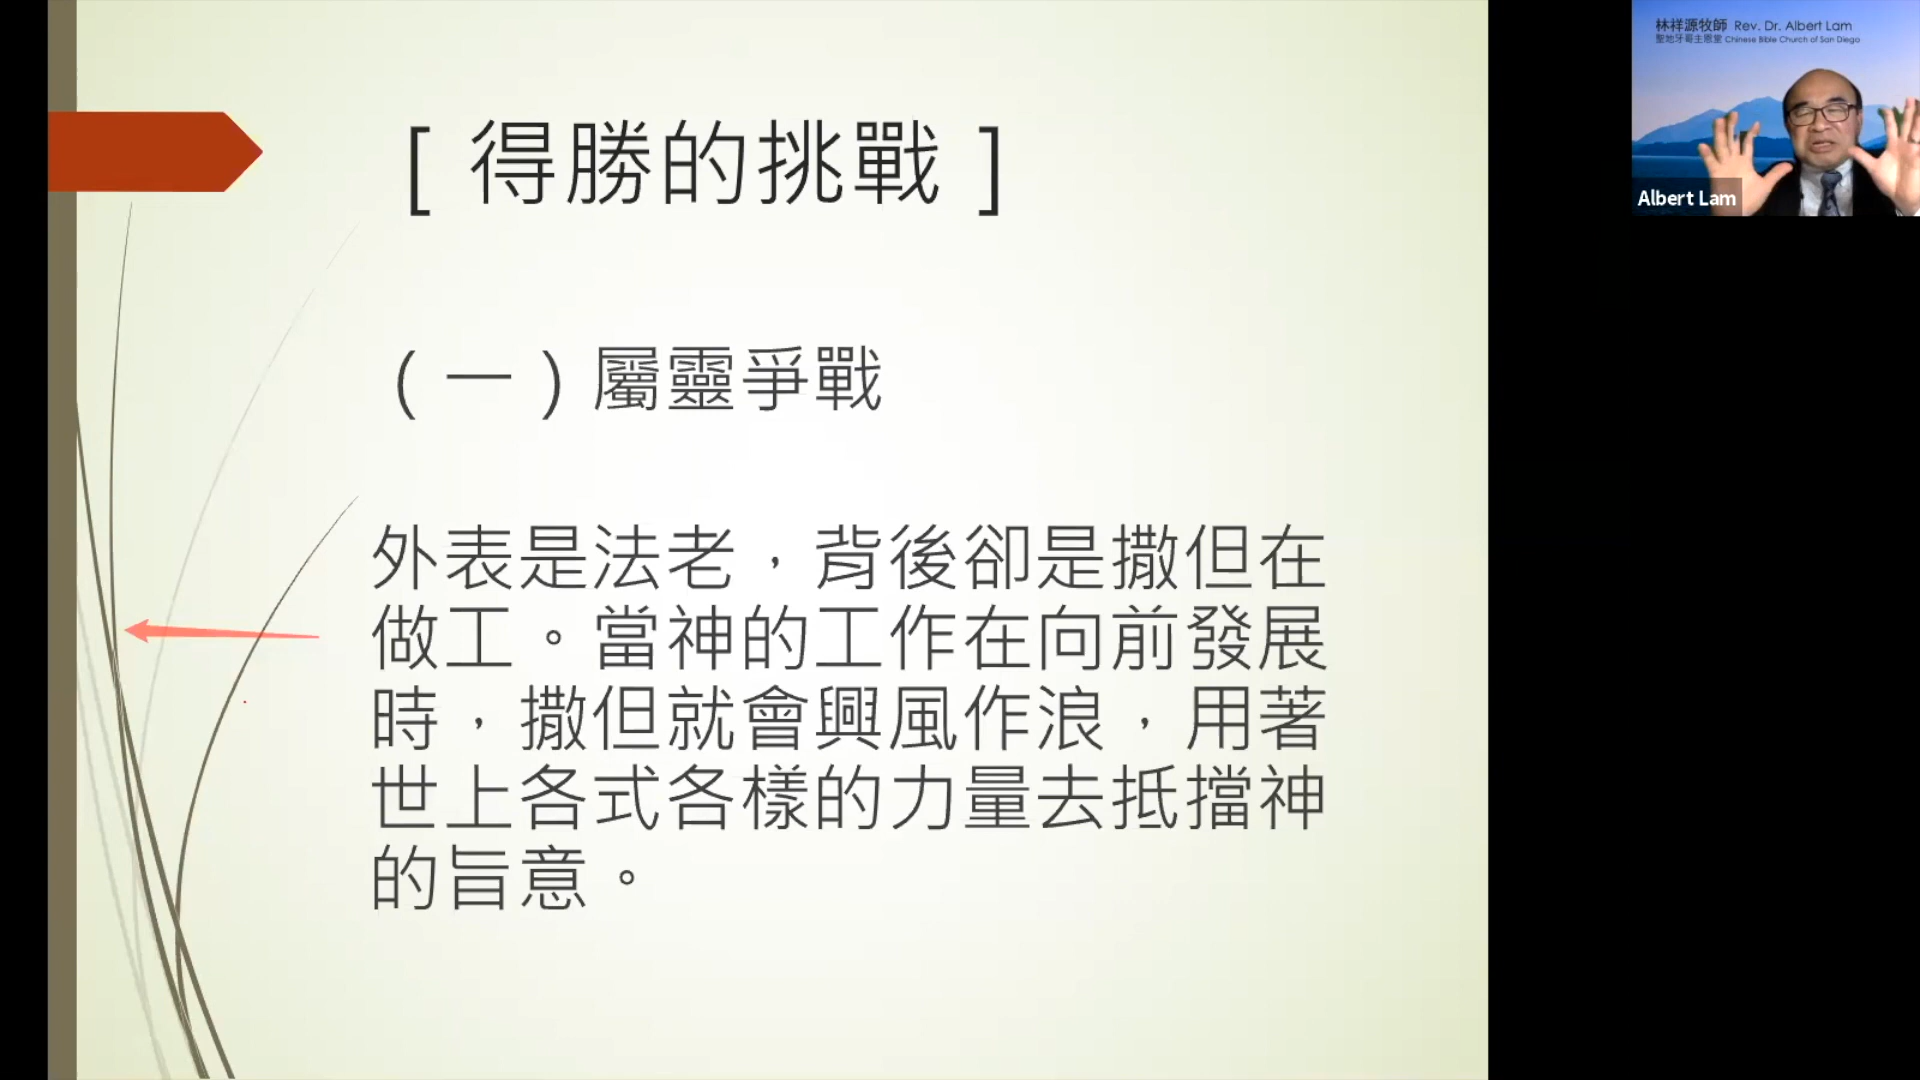 [ 得勝的挑戰 ]
( 一 ) 屬靈爭戰
外表是法老，背後卻是撒但在
做工。當神的工作在向前發展
時，撒但就會興風作浪，用著
世上各式各樣的力量去抵擋神
的旨意。
林祥源牧師 Rev. Dr. Albert Lam
聖地牙哥主恩堂 Chinese Bible Church of San Diego
Albert Lam